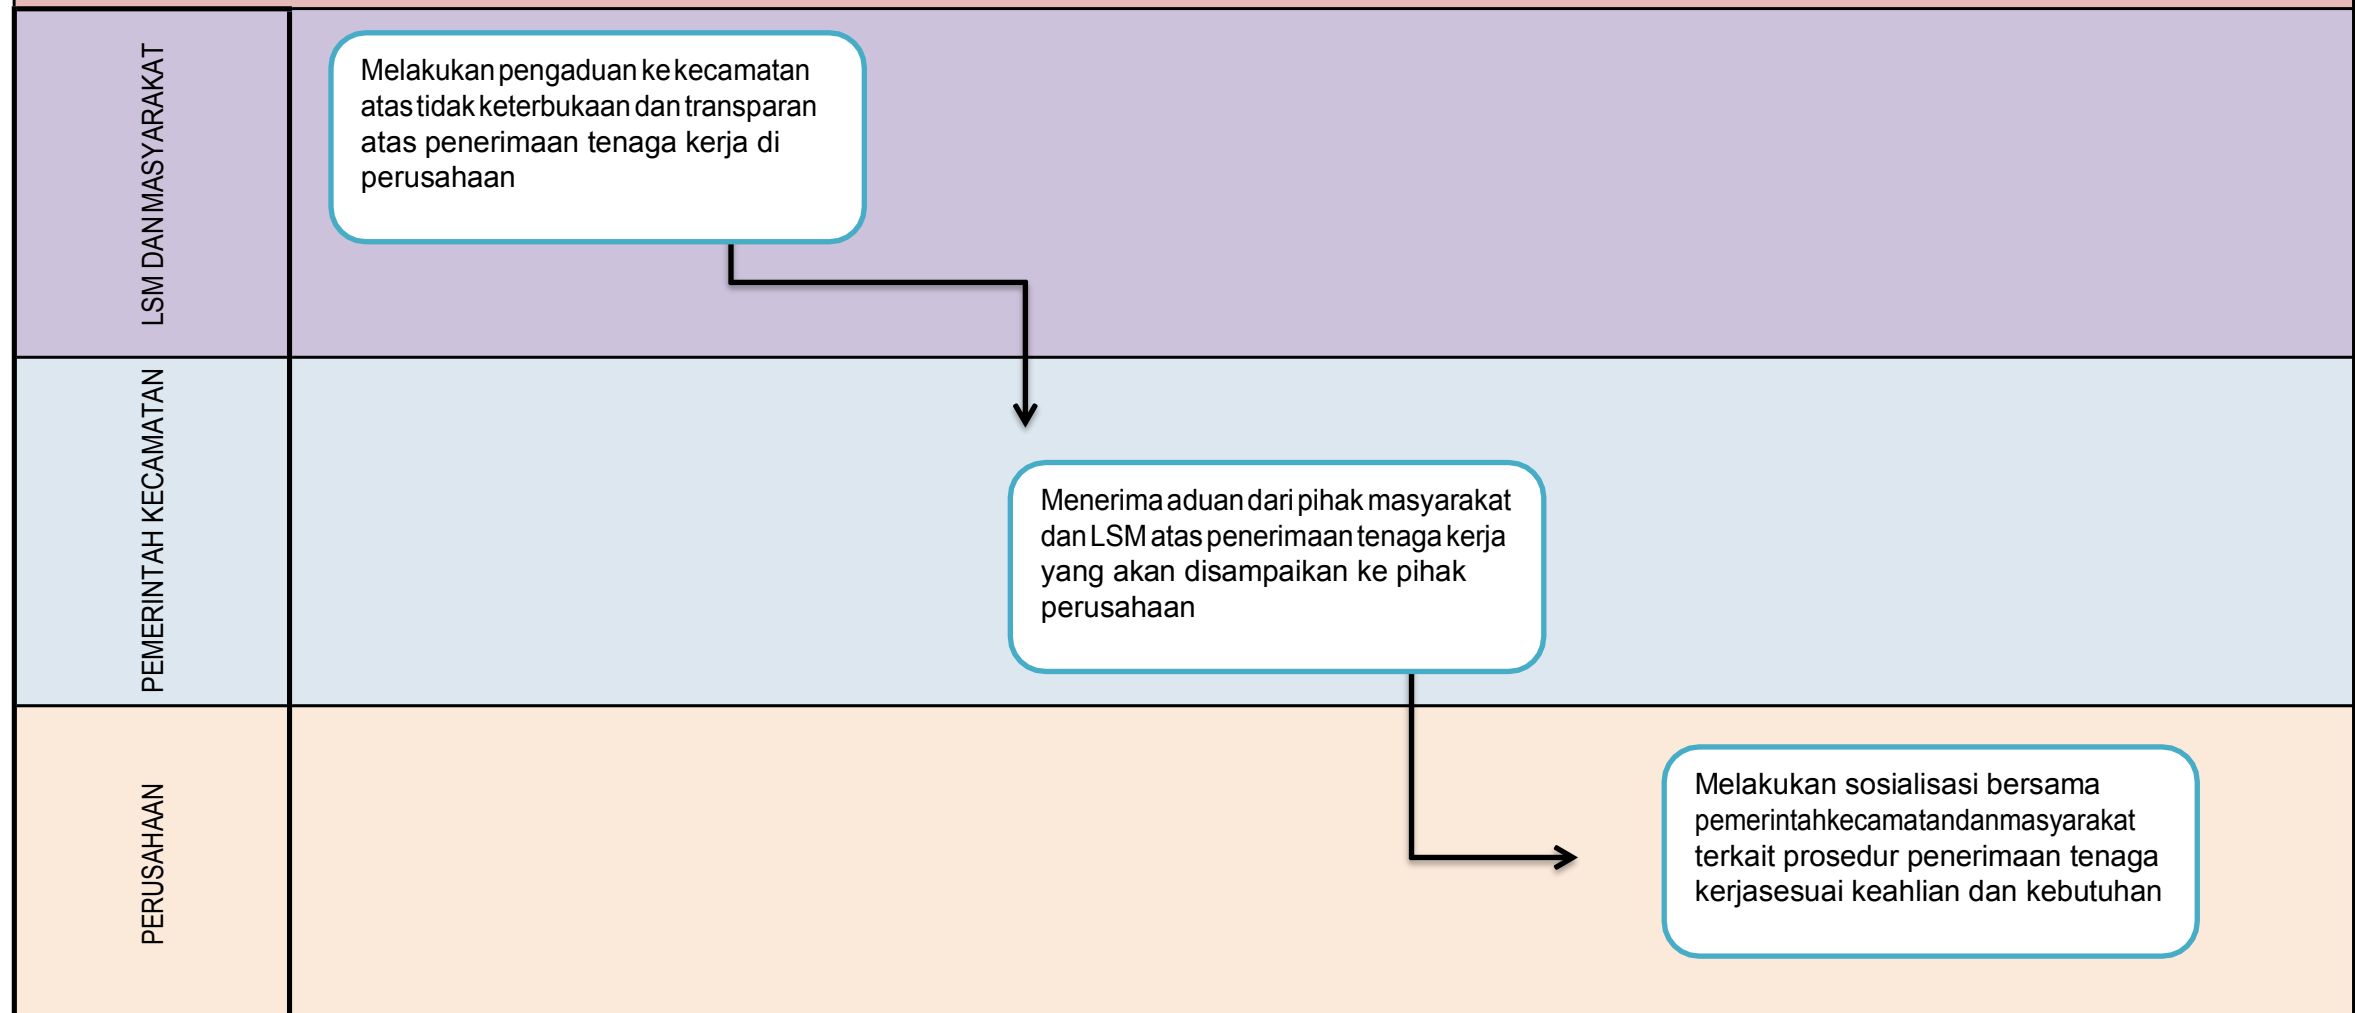 LSM DAN MASYARAKAT
Melakukan pengaduan ke kecamatan
atas tidak keterbukaan dan transparan
atas penerimaan tenaga kerja di
perusahaan
PEMERINTAH KECAMATAN
Menerima aduan dari pihak masyarakat
dan LSM atas penerimaan tenaga kerja
yang akan disampaikan ke pihak
perusahaan
PERUSAHAAN
Melakukan sosialisasi bersama
pemerintahkecamatandanmasyarakat
terkait prosedur penerimaan tenaga
kerjasesuai keahlian dan kebutuhan